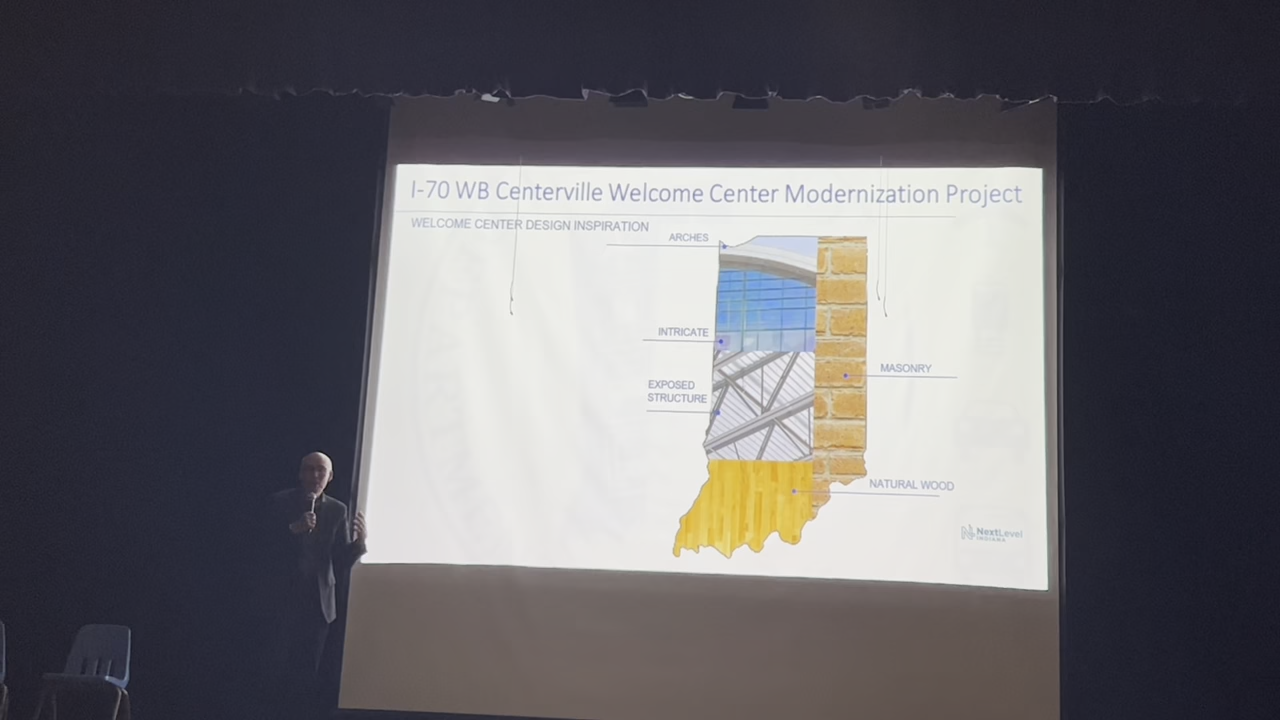 I-70 WB Centerville Welcome Center Modernization Project
WELCOME CENTER DESIGN INSPIRATION
ARCHES
INTRICATE
EXPOSED
STRUCTURE
MASONRY
NATURAL WOOD
NextLevel
INDIANA